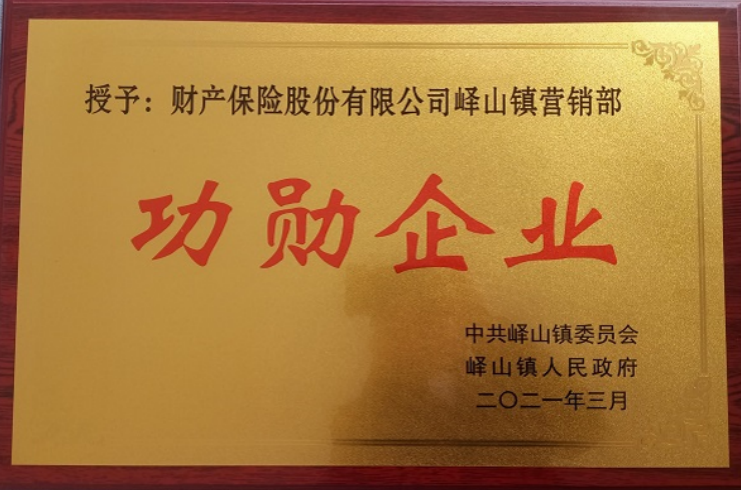 授予：财产保险股份有限公司峄山镇营销部
功勋企业
中共峄山镇委员会
峄山镇人民政府
二〇二一年三月